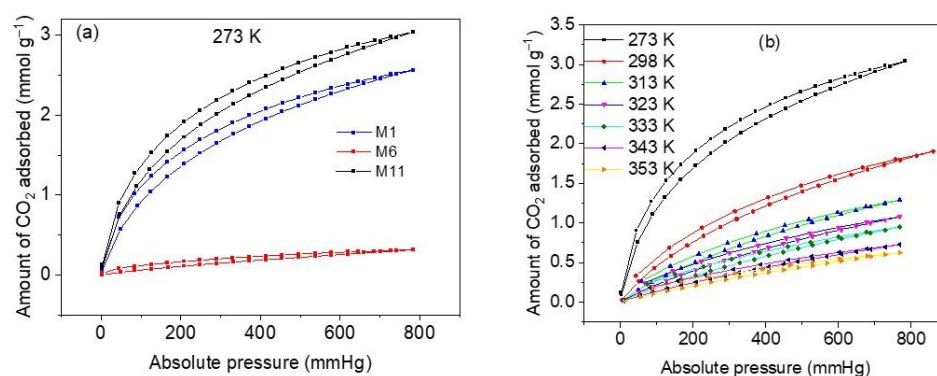 (a)
273 K
M1
M6
M11
3
2
1
0
0
200
400
600
800
Absolute pressure (mmHg)
Amount of CO₂ adsorbed (mmol g⁻¹)
(b)
273 K
298 K
313 K
323 K
333 K
343 K
353 K
3.5
3.0
2.5
2.0
1.5
1.0
0.5
0.0
0
200
400
600
800
Absolute pressure (mmHg)
Amount of CO₂ adsorbed (mmol g⁻¹)